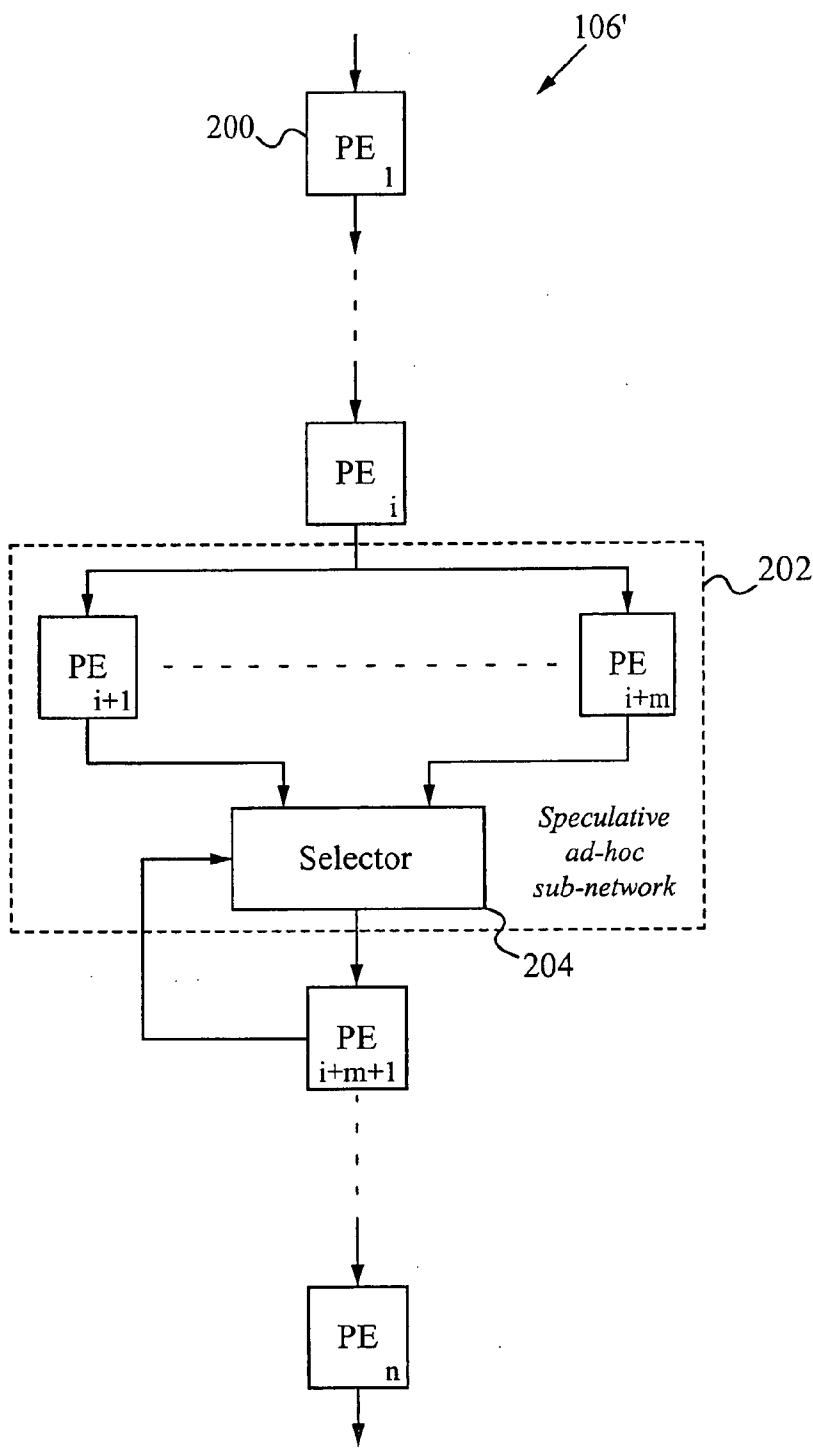 106'
200
PE
1
PE
i
202
PE
i+1
PE
i+m
Selector
Speculative
ad-hoc
sub-network
204
PE
i+m+1
PE
n